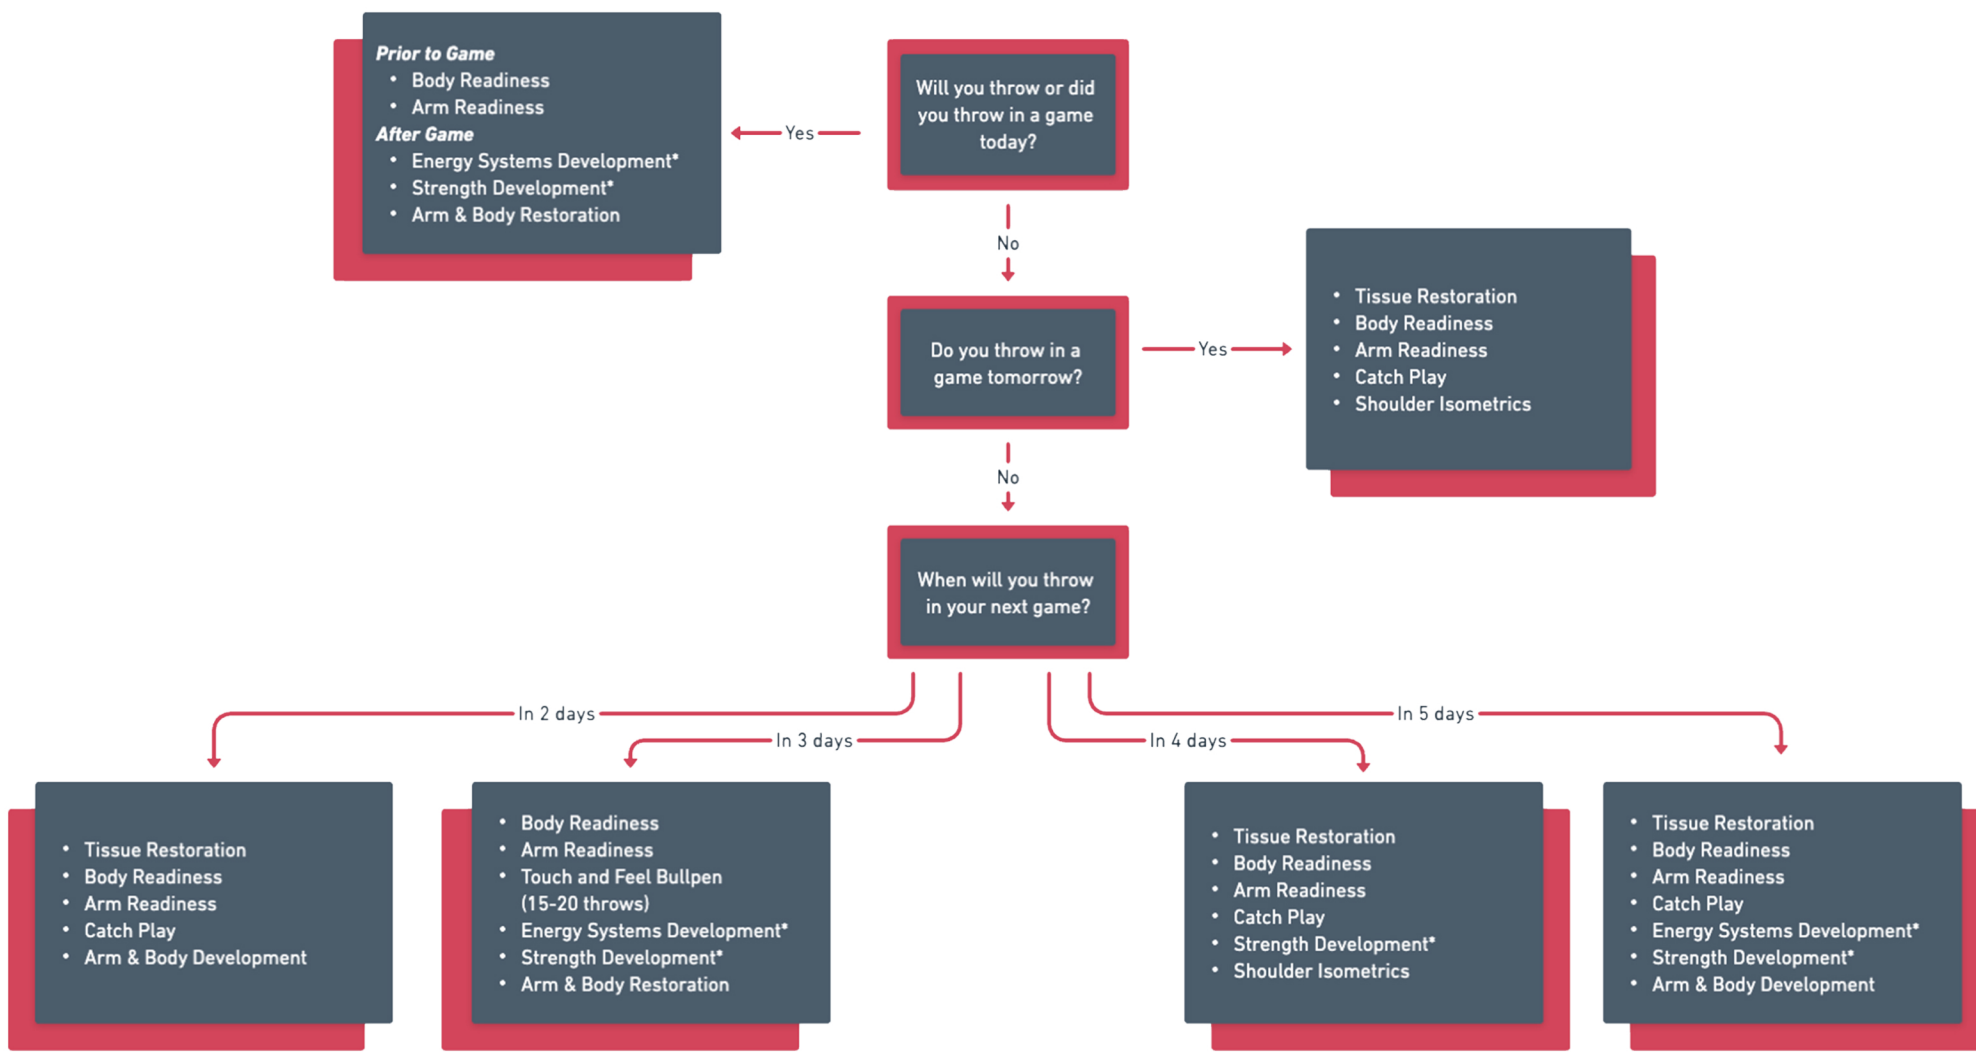 Prior to Game
• Body Readiness
• Arm Readiness
After Game
• Energy Systems Development*
• Strength Development*
• Arm & Body Restoration
Will you throw or did
you throw in a game
today?
Yes
No
Do you throw in a
game tomorrow?
Yes
• Tissue Restoration
• Body Readiness
• Arm Readiness
• Catch Play
• Shoulder Isometrics
No
When will you throw
in your next game?
In 2 days
In 3 days
In 4 days
In 5 days
• Tissue Restoration
• Body Readiness
• Arm Readiness
• Catch Play
• Arm & Body Development
• Body Readiness
• Arm Readiness
• Touch and Feel Bullpen
(15-20 throws)
• Energy Systems Development*
• Strength Development*
• Arm & Body Restoration
• Tissue Restoration
• Body Readiness
• Arm Readiness
• Catch Play
• Strength Development*
• Shoulder Isometrics
• Tissue Restoration
• Body Readiness
• Arm Readiness
• Catch Play
• Energy Systems Development*
• Strength Development*
• Arm & Body Development